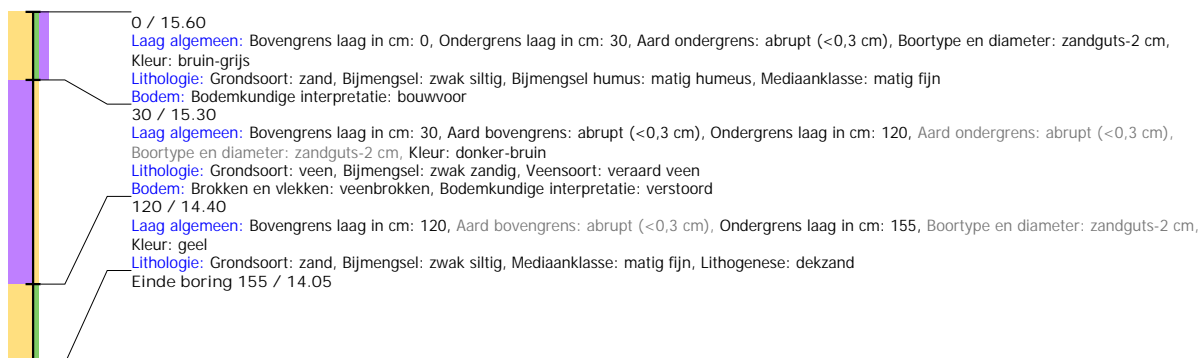 0 / 15.60
Laag algemeen: Bovengrens laag in cm: 0, Ondergrens laag in cm: 30, Aard ondergrens: abrupt (<0,3 cm), Boortype en diameter: zandguts-2 cm,
Kleur: bruin-grijs
Lithologie: Grondsoort: zand, Bijmengsel: zwak siltig, Bijmengsel humus: matig humeus, Mediaanklasse: matig fijn
Bodem: Bodemkundige interpretatie: bouwvoor
30 / 15.30
Laag algemeen: Bovengrens laag in cm: 30, Aard bovengrens: abrupt (<0,3 cm), Ondergrens laag in cm: 120, Aard ondergrens: abrupt (<0,3 cm),
Boortype en diameter: zandguts-2 cm, Kleur: donker-bruin
Lithologie: Grondsoort: veen, Bijmengsel: zwak zandig, Veensoort: veraard veen
Bodem: Brokken en vlekken: veenbrokken, Bodemkundige interpretatie: verstoord
120 / 14.40
Laag algemeen: Bovengrens laag in cm: 120, Aard bovengrens: abrupt (<0,3 cm), Ondergrens laag in cm: 155, Boortype en diameter: zandguts-2 cm,
Kleur: geel
Lithologie: Grondsoort: zand, Bijmengsel: zwak siltig, Mediaanklasse: matig fijn, Lithogenese: dekzand
Einde boring 155 / 14.05